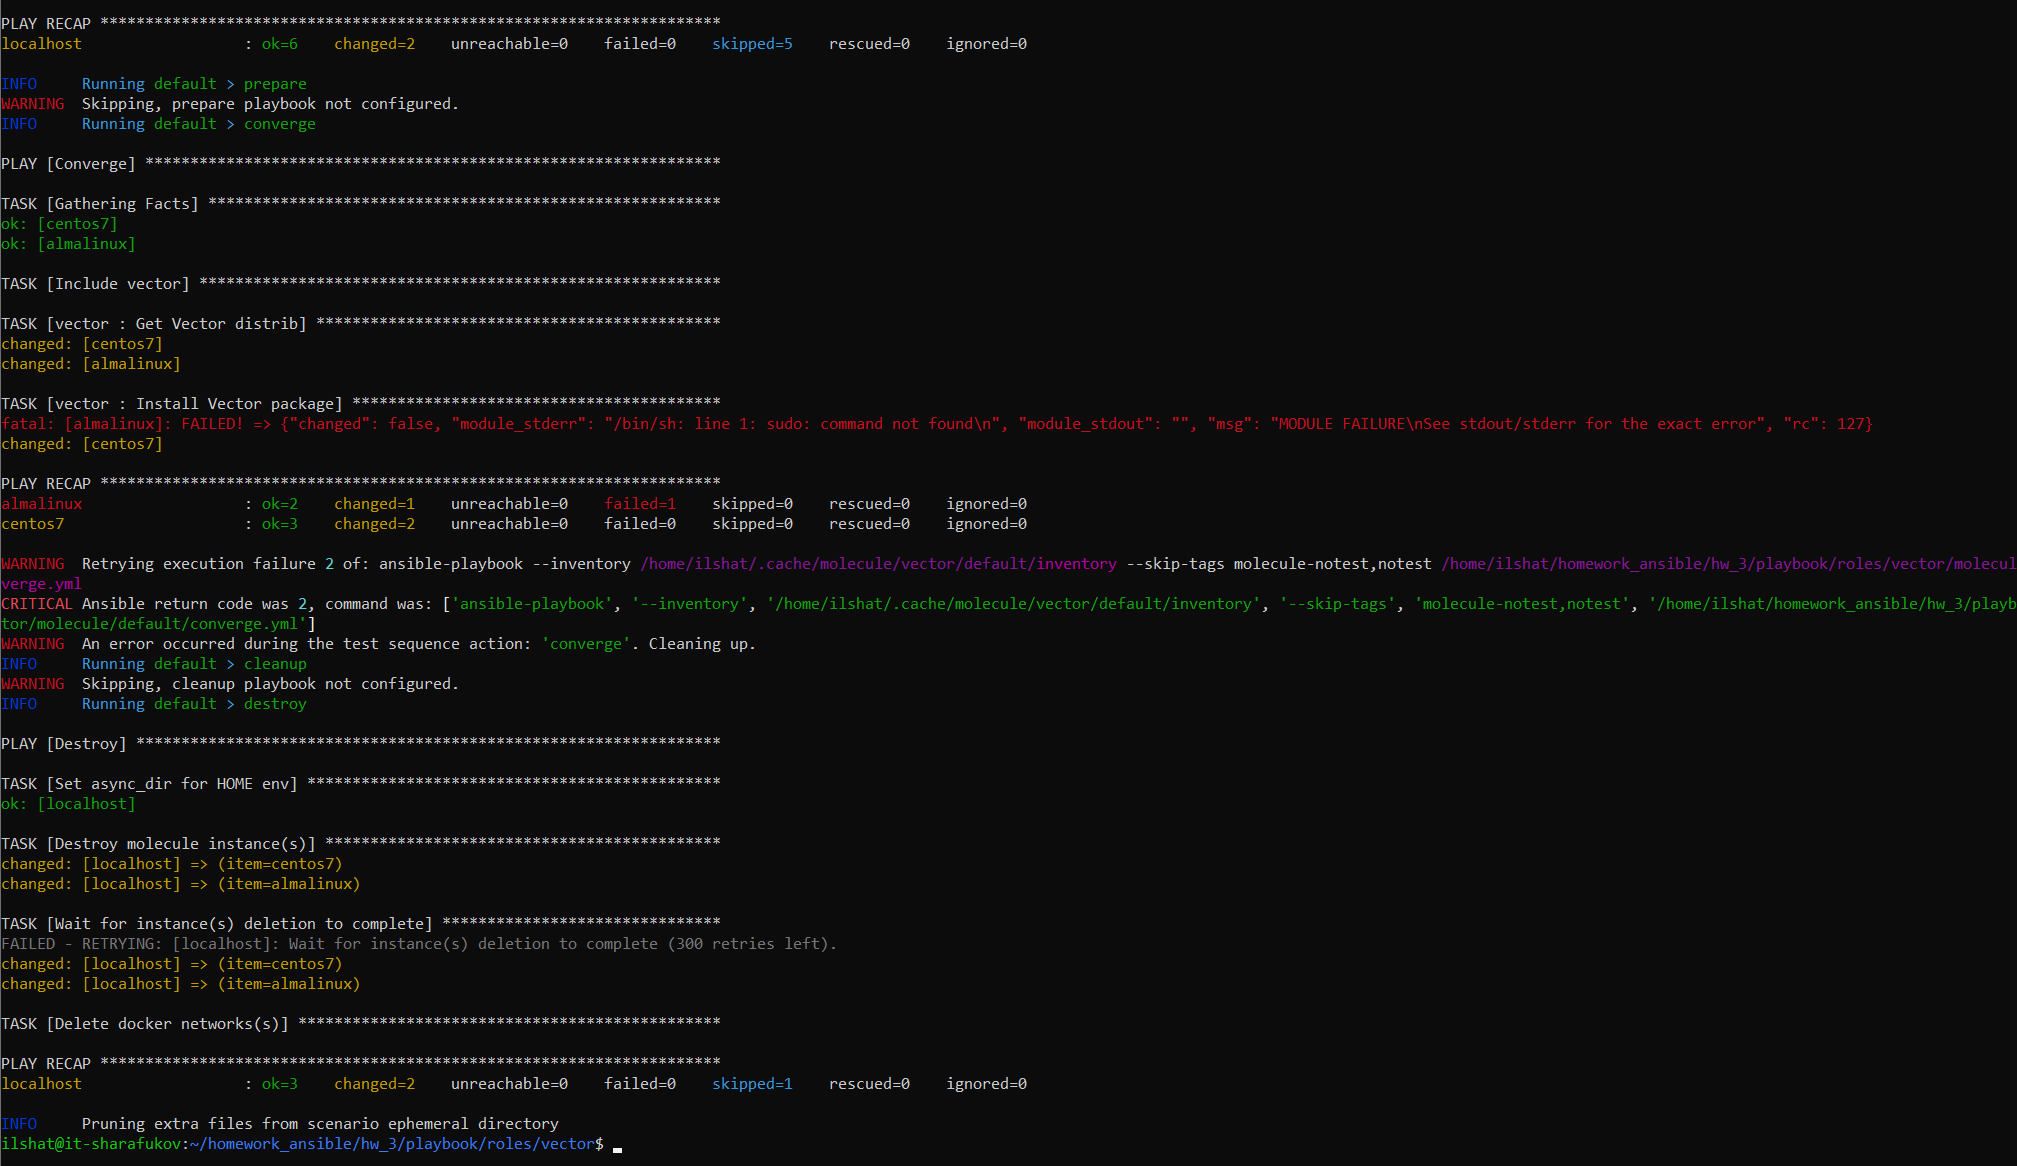 PLAY RECAP *********************************************************************
localhost                  : ok=6    changed=2    unreachable=0    failed=0    skipped=5    rescued=0    ignored=0
INFO     Running default > prepare
WARNING  Skipping, prepare playbook not configured.
INFO     Running default > converge
PLAY [Converge] ****************************************************************
TASK [Gathering Facts] *********************************************************
ok: [centos7]
ok: [almalinux]
TASK [Include vector] **********************************************************
TASK [vector : Get Vector distrib] *********************************************
changed: [centos7]
changed: [almalinux]
TASK [vector : Install Vector package] *****************************************
fatal: [almalinux]: FAILED! => {"changed": false, "module_stderr": "/bin/sh: line 1: sudo: command not found\n", "module_stdout": "", "msg": "MODULE FAILURE\nSee stdout/stderr for the exact error", "rc": 127}
changed: [centos7]
PLAY RECAP *********************************************************************
almalinux                  : ok=2    changed=1    unreachable=0    failed=1    skipped=0    rescued=0    ignored=0
centos7                    : ok=3    changed=2    unreachable=0    failed=0    skipped=0    rescued=0    ignored=0
WARNING  Retrying execution failure 2 of: ansible-playbook --inventory /home/ilshat/.cache/molecule/vector/default/inventory --skip-tags molecule-notest,notest /home/ilshat/homework_ansible/hw_3/playbook/roles/vector/molecul
verge.yml
CRITICAL Ansible return code was 2, command was: ['ansible-playbook', '--inventory', '/home/ilshat/.cache/molecule/vector/default/inventory', '--skip-tags', 'molecule-notest,notest', '/home/ilshat/homework_ansible/hw_3/playb
tor/molecule/default/converge.yml']
WARNING  An error occurred during the test sequence action: 'converge'. Cleaning up.
INFO     Running default > cleanup
WARNING  Skipping, cleanup playbook not configured.
INFO     Running default > destroy
PLAY [Destroy] *****************************************************************
TASK [Set async_dir for HOME env] **********************************************
ok: [localhost]
TASK [Destroy molecule instance(s)] ********************************************
changed: [localhost] => (item=centos7)
changed: [localhost] => (item=almalinux)
TASK [Wait for instance(s) deletion to complete] *******************************
FAILED - RETRYING: [localhost]: Wait for instance(s) deletion to complete (300 retries left).
changed: [localhost] => (item=centos7)
changed: [localhost] => (item=almalinux)
TASK [Delete docker networks(s)] ***********************************************
PLAY RECAP *********************************************************************
localhost                  : ok=3    changed=2    unreachable=0    failed=0    skipped=1    rescued=0    ignored=0
INFO     Pruning extra files from scenario ephemeral directory
ilshat@it-sharafukov:~/homework_ansible/hw_3/playbook/roles/vector$